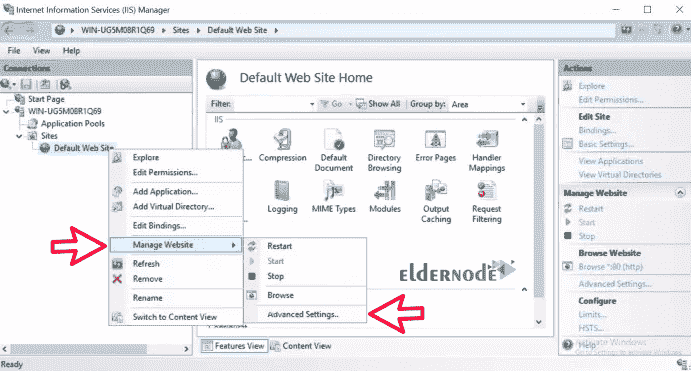 Internet Information Services (IIS) Manager
WIN-UG5M08R1Q69 Sites Default Web Site
File View Help
Connections
Start Page
WIN-UG5M08R1Q69
Application Pools
Sites
Default Web Site
Explore
Edit Permissions...
Add Application...
Add Virtual Directory...
Edit Bindings...
Manage Website
Refresh
Remove
Rename
Switch to Content View
Restart
Start
Stop
Browse
Advanced Settings...
Default Web Site Home
Filter: Go Show All Group by: Area
IIS
Compression
Default Document
Directory Browsing
Error Pages
Handler Mappings
Logging
MIME Types
Modules
Output Caching
Request Filtering
ELDERNODE
Features View Content View
Actions
Explore
Edit Permissions...
Edit Site
Bindings...
Basic Settings...
View Applications
View Virtual Directories
Manage Website
Restart
Start
Stop
Browse Website
Browse *:80 (http)
Advanced Settings...
Configure
Limits...
HSTS...
Help
Activate Windows
Go to Settings to activate Windows.
Ready